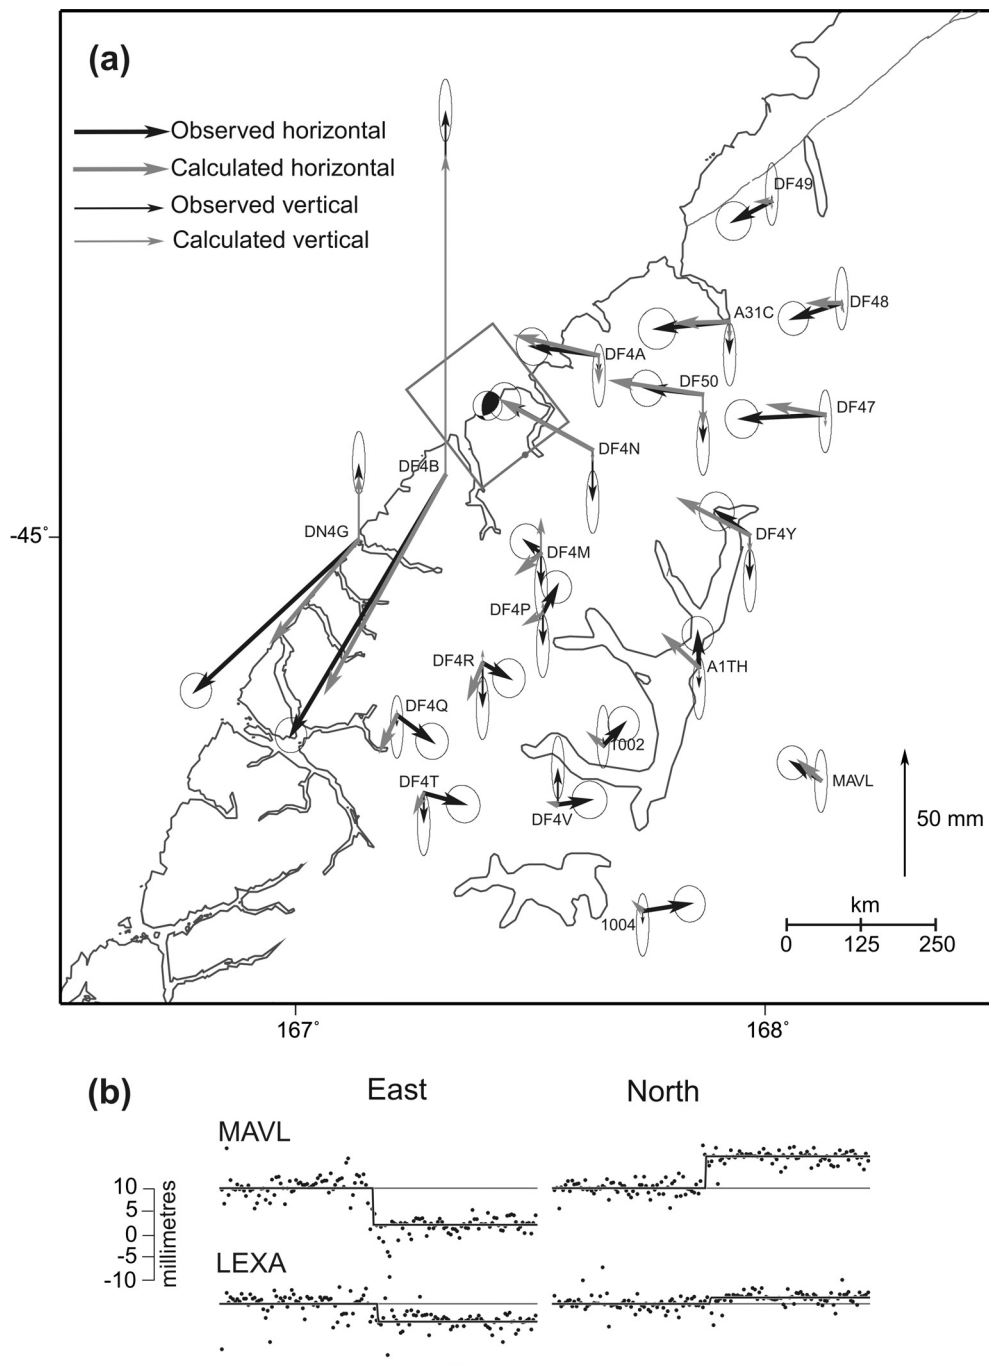 (a)
Observed horizontal
Calculated horizontal
Observed vertical
Calculated vertical
DF49
DF48
A31C
DF4A
DF50
DF47
DF4N
DF4B
DN4G
-45°
DF4Y
DF4M
DF4P
DF4R
A1TH
DF4Q
1002
DF4T
MAVL
DF4V
50 mm
1004
km
0 125 250
167° 168°
(b)
East North
MAVL
10
5
0
-5
-10
millimetres
LEXA